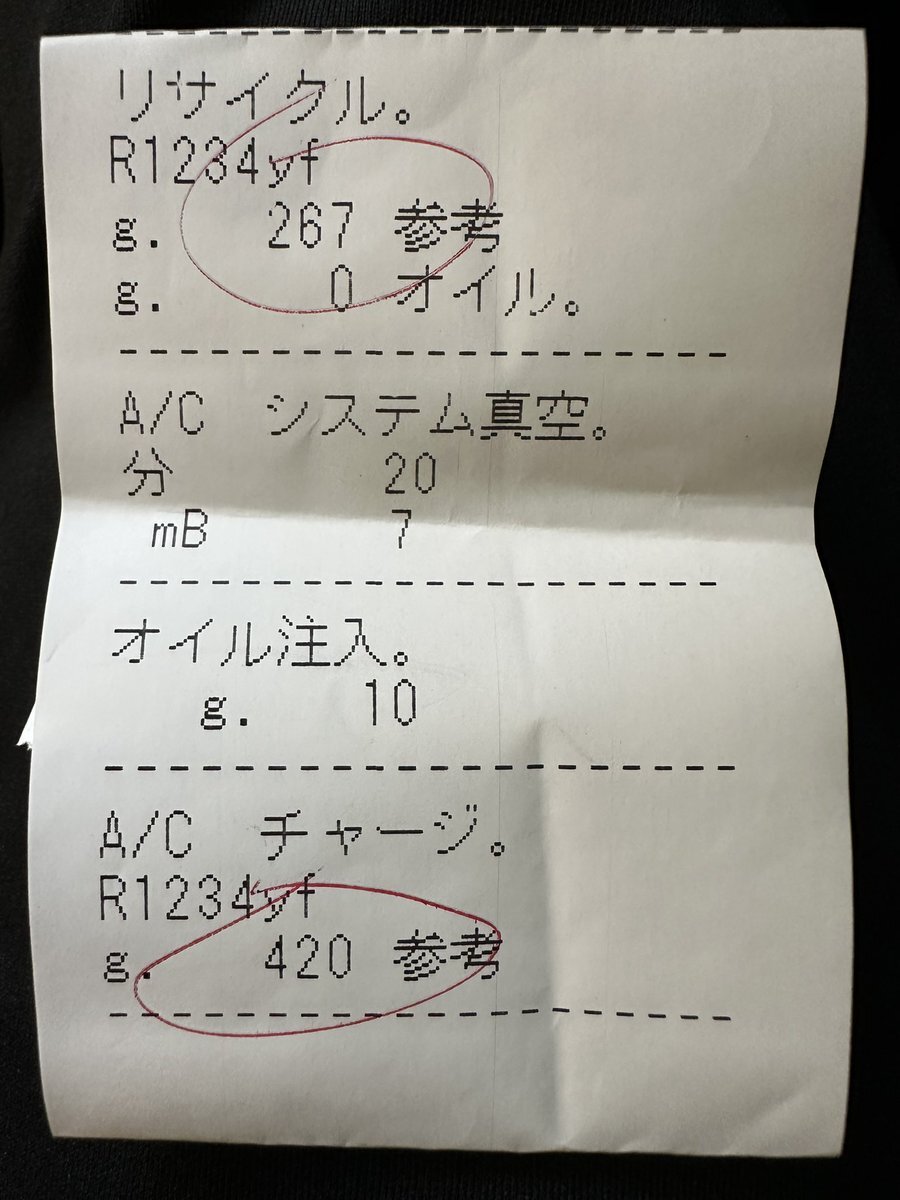 リサイクル。
R1234yf
g. 267 参考
g. 0 オイル。
A/C システム真空。
分 20
mB 7
オイル注入。
g. 10
A/C チャージ。
R1234yf
g. 420 参考